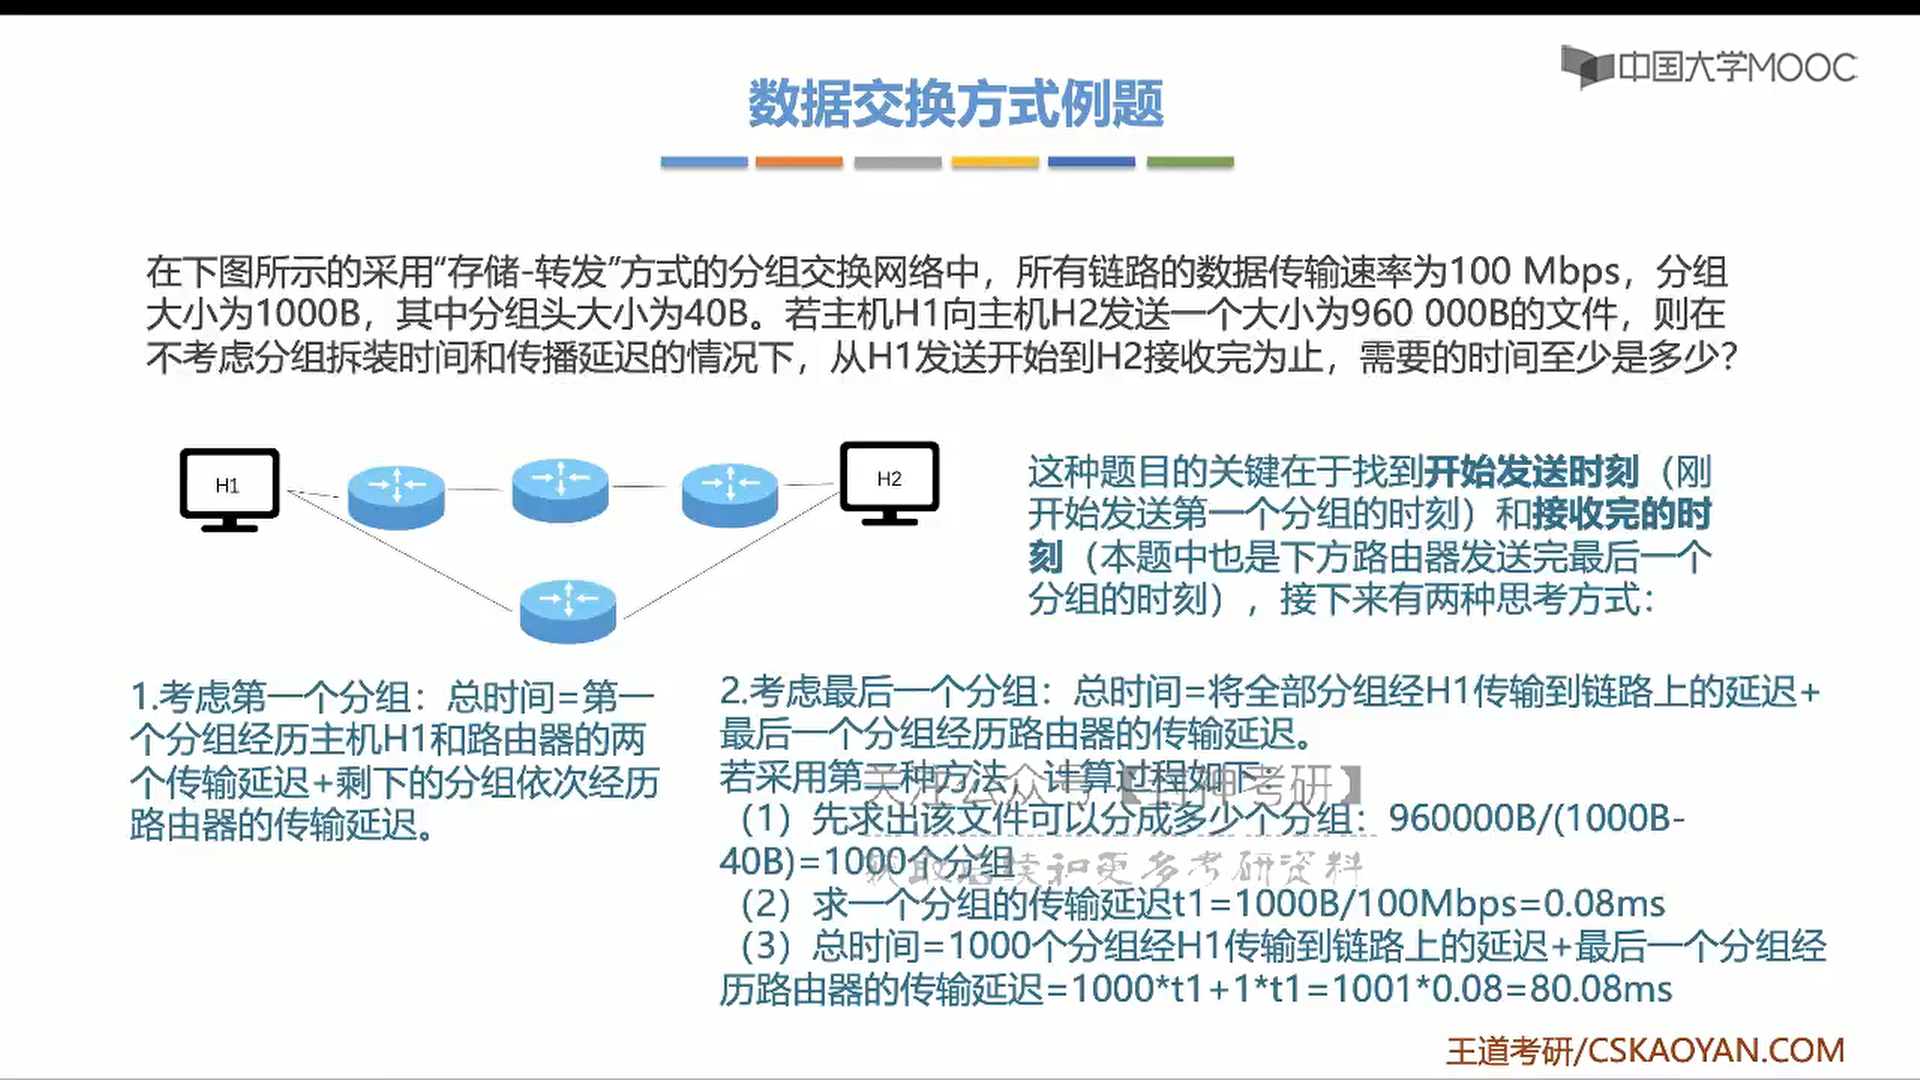 中国大学MOOC
数据交换方式例题
在下图所示的采用“存储-转发”方式的分组交换网络中，所有链路的数据传输速率为100 Mbps，分组
大小为1000B，其中分组头大小为40B。若主机H1向主机H2发送一个大小为960 000B的文件，则在
不考虑分组拆装时间和传播延迟的情况下，从H1发送开始到H2接收完为止，需要的时间至少是多少？
H1
H2
这种题目的关键在于找到开始发送时刻（刚
开始发送第一个分组的时刻）和接收完的时
刻（本题中也是下方路由器发送完最后一个
分组的时刻），接下来有两种思考方式：
1.考虑第一个分组：总时间=第一
个分组经历主机H1和路由器的两
个传输延迟+剩下的分组依次经历
路由器的传输延迟。
2.考虑最后一个分组：总时间=将全部分组经H1传输到链路上的延迟+
最后一个分组经历路由器的传输延迟。
若采用第二种方法，计算过程如下：
关注公众号【封神考研】
（1）先求出该文件可以分成多少个分组：960000B/(1000B-
40B)=1000个分组
获取后续和更多考研资料
（2）求一个分组的传输延迟t1=1000B/100Mbps=0.08ms
（3）总时间=1000个分组经H1传输到链路上的延迟+最后一个分组经
历路由器的传输延迟=1000*t1+1*t1=1001*0.08=80.08ms
王道考研/CSKAOYAN.COM